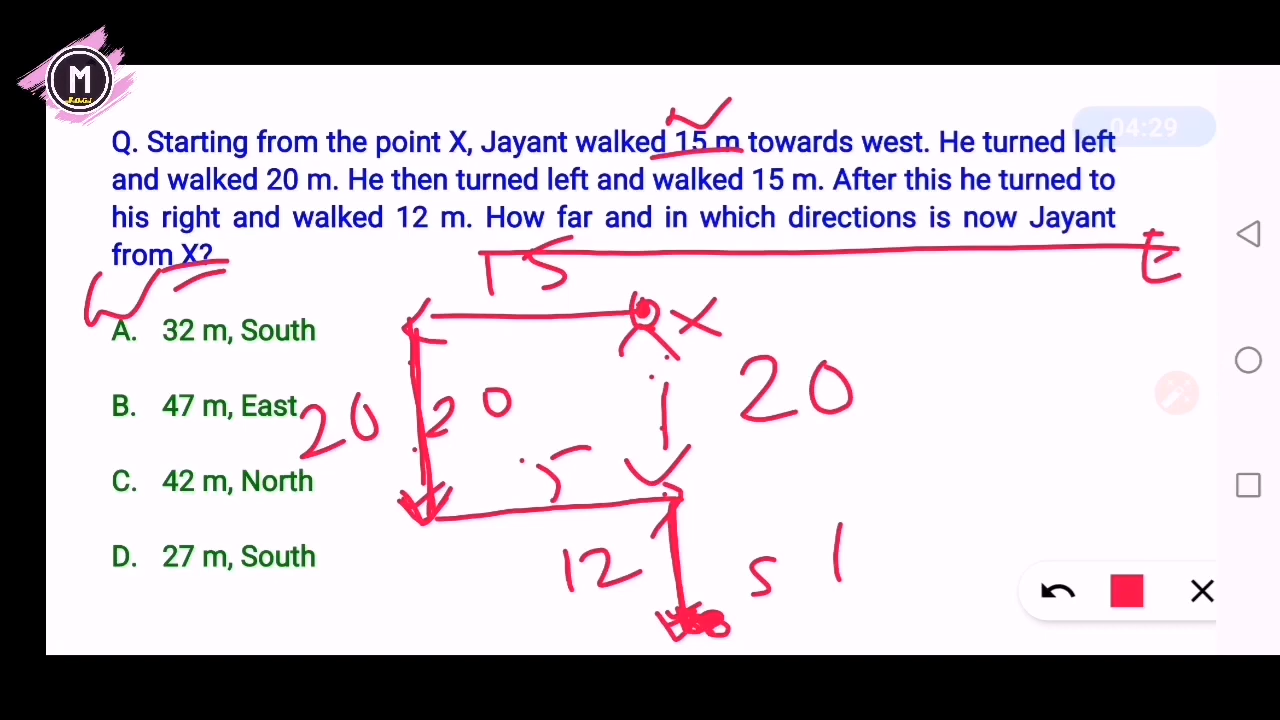 M
04:29
Q. Starting from the point X, Jayant walked 15 m towards west. He turned left
and walked 20 m. He then turned left and walked 15 m. After this he turned to
his right and walked 12 m. How far and in which directions is now Jayant
from X?
15
E
X
A. 32 m, South
20
B. 47 m, East
20
20
C. 42 m, North
15
D. 27 m, South
12
S